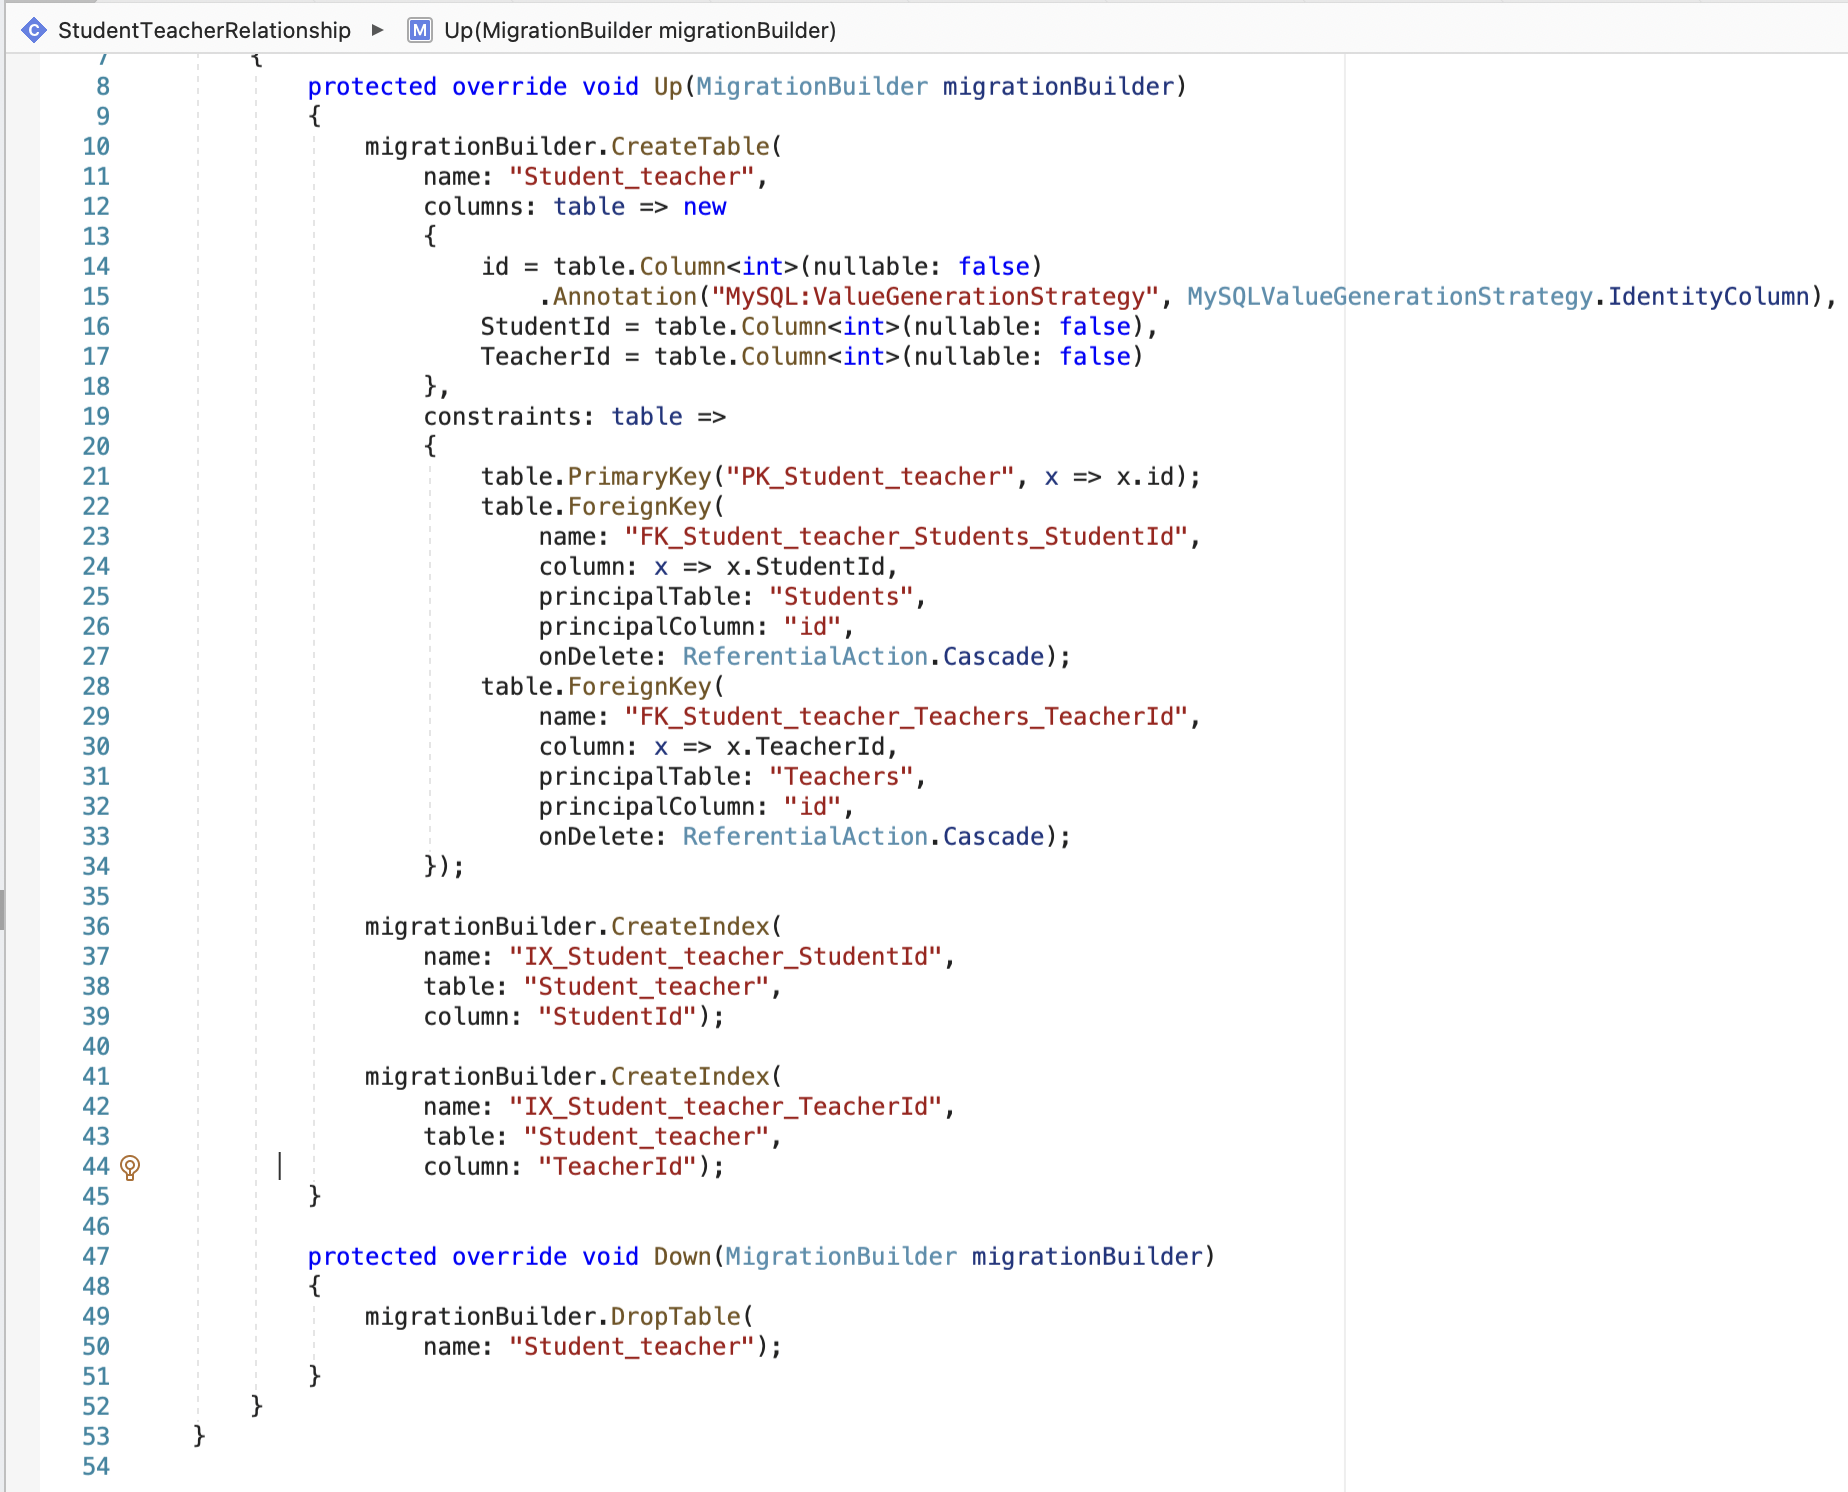 StudentTeacherRelationship ▶ M Up(MigrationBuilder migrationBuilder)
7 {
8 protected override void Up(MigrationBuilder migrationBuilder)
9 {
10 migrationBuilder.CreateTable(
11 name: "Student_teacher",
12 columns: table => new
13 {
14 id = table.Column<int>(nullable: false)
15 .Annotation("MySQL:ValueGenerationStrategy", MySQLValueGenerationStrategy.IdentityColumn),
16 StudentId = table.Column<int>(nullable: false),
17 TeacherId = table.Column<int>(nullable: false)
18 },
19 constraints: table =>
20 {
21 table.PrimaryKey("PK_Student_teacher", x => x.id);
22 table.ForeignKey(
23 name: "FK_Student_teacher_Students_StudentId",
24 column: x => x.StudentId,
25 principalTable: "Students",
26 principalColumn: "id",
27 onDelete: ReferentialAction.Cascade);
28 table.ForeignKey(
29 name: "FK_Student_teacher_Teachers_TeacherId",
30 column: x => x.TeacherId,
31 principalTable: "Teachers",
32 principalColumn: "id",
33 onDelete: ReferentialAction.Cascade);
34 });
35
36 migrationBuilder.CreateIndex(
37 name: "IX_Student_teacher_StudentId",
38 table: "Student_teacher",
39 column: "StudentId");
40
41 migrationBuilder.CreateIndex(
42 name: "IX_Student_teacher_TeacherId",
43 table: "Student_teacher",
44 column: "TeacherId");
45 }
46
47 protected override void Down(MigrationBuilder migrationBuilder)
48 {
49 migrationBuilder.DropTable(
50 name: "Student_teacher");
51 }
52 }
53 }
54